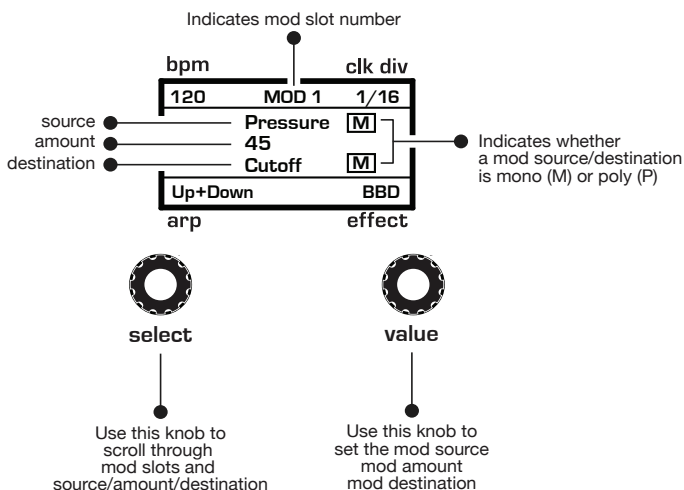 Indicates mod slot number
bpm clk div
120 MOD 1 1/16
source Pressure M
amount 45
destination Cutoff M
Indicates whether
a mod source/destination
is mono (M) or poly (P)
Up+Down BBD
arp effect
select value
Use this knob to
scroll through
mod slots and
source/amount/destination
Use this knob to
set the mod source
mod amount
mod destination